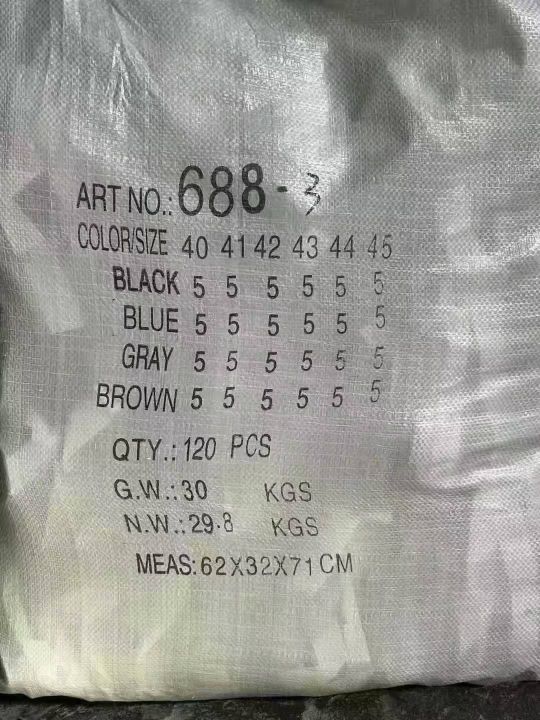 ART NO.: 688-3
COLOR/SIZE 40 41 42 43 44 45
BLACK 5 5 5 5 5 5
BLUE 5 5 5 5 5 5
GRAY 5 5 5 5 5 5
BROWN 5 5 5 5 5 5
QTY.: 120 PCS
G.W.: 30 KGS
N.W.: 29.8 KGS
MEAS: 62X32X71 CM